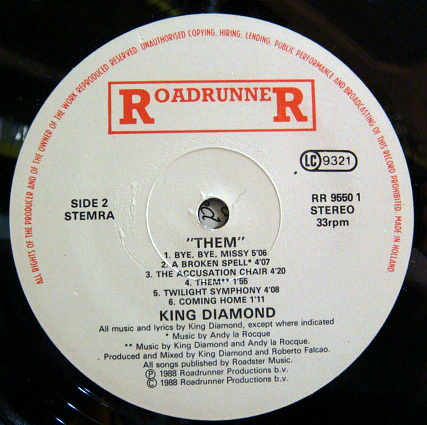 ALL RIGHTS OF THE PRODUCER AND OF THE OWNER OF THE WORK REPRODUCED RESERVED. UNAUTHORISED COPYING, HIRING, LENDING, PUBLIC PERFORMANCE AND BROADCASTING OF THIS RECORD PROHIBITED. MADE IN HOLLAND
ROADRUNNER
LC 9321
SIDE 2
STEMRA
RR 9550 1
STEREO
33rpm
"THEM"
1. BYE, BYE, MISSY 5'06
2. A BROKEN SPELL* 4'07
3. THE ACCUSATION CHAIR 4'20
4. THEM** 1'56
5. TWILIGHT SYMPHONY 4'08
6. COMING HOME 1'11
KING DIAMOND
All music and lyrics by King Diamond, except where indicated
* Music by Andy la Rocque
** Music by King Diamond and Andy la Rocque.
Produced and Mixed by King Diamond and Roberto Falcao.
All songs published by Roadster Music.
Ⓟ 1988 Roadrunner Productions b.v.
© 1988 Roadrunner Productions b.v.